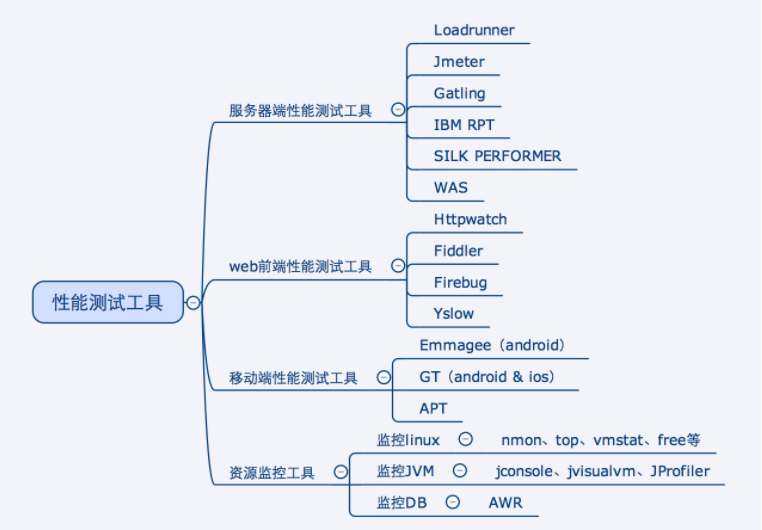 性能测试工具
服务器端性能测试工具
Loadrunner
Jmeter
Gatling
IBM RPT
SILK PERFORMER
WAS
web前端性能测试工具
Httpwatch
Fiddler
Firebug
Yslow
移动端性能测试工具
Emmagee（android）
GT（android & ios）
APT
资源监控工具
监控linux nmon、top、vmstat、free等
监控JVM jconsole、jvisualvm、JProfiler
监控DB AWR